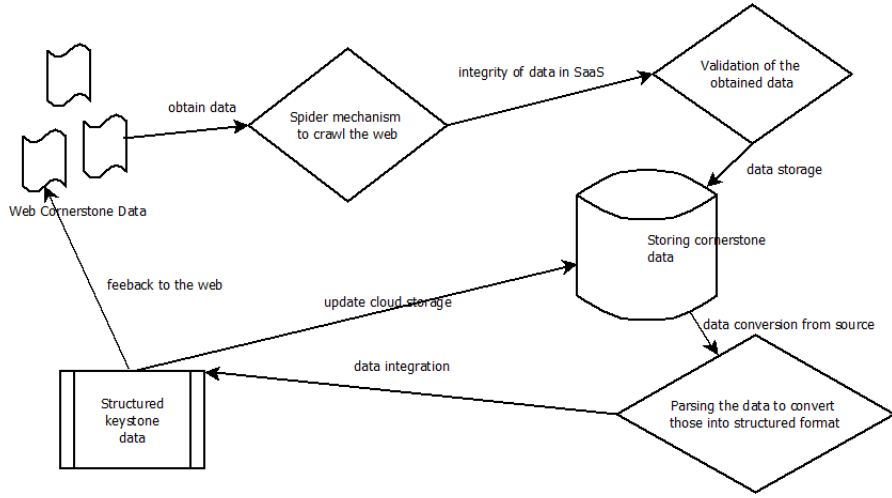 integrity of data in SaaS
Validation of the
obtained data
obtain data
Spider mechanism
to crawl the web
data storage
Web Cornerstone Data
Storing cornerstone
data
feeback to the web
update cloud storage
data conversion from source
data integration
Structured
keystone
data
Parsing the data to convert
those into structured format